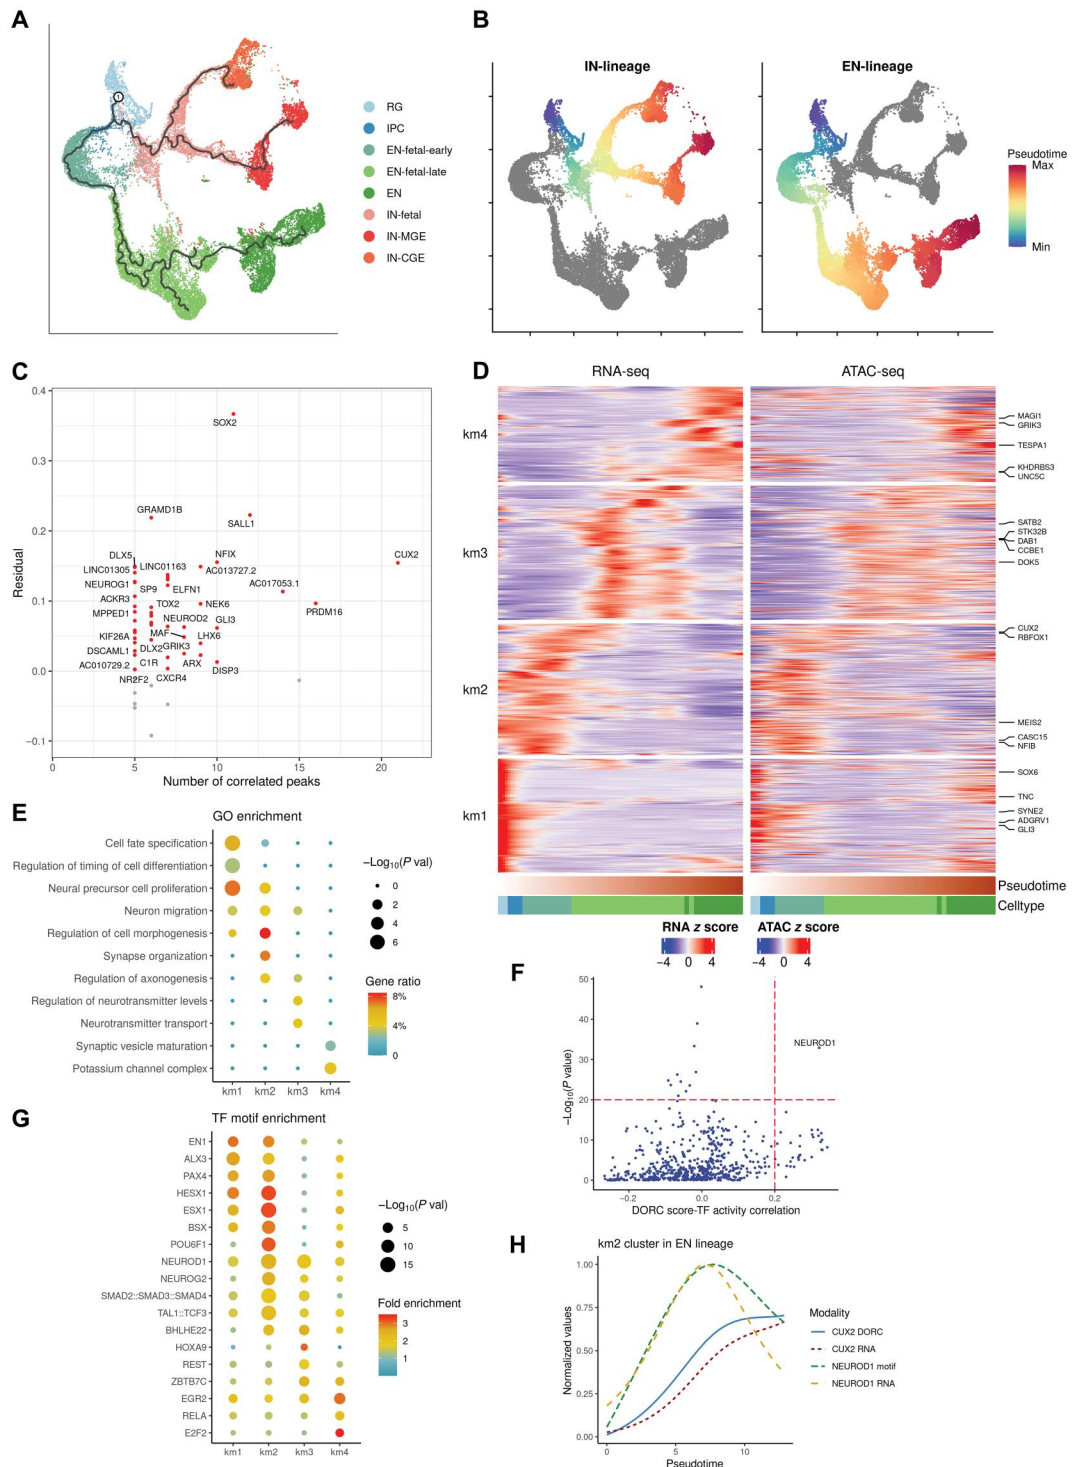 A
1
RG
IPC
EN-fetal-early
EN-fetal-late
EN
IN-fetal
IN-MGE
IN-CGE
B
IN-lineage
EN-lineage
Pseudotime
Max
Min
C
Residual
0.4
0.3
0.2
0.1
0.0
−0.1
0
5
10
15
20
Number of correlated peaks
SOX2
GRAMD1B
SALL1
CUX2
DLX5
NFIX
LINC01305
LINC01163
AC013727.2
NEUROG1
SP9
ELFN1
AC017053.1
ACKR3
TOX2
NEK6
PRDM16
MPPED1
NEUROD2
GLI3
KIF26A
MAF
LHX6
DSCAML1
DLX2
GRIK3
AC010729.2
C1R
ARX
DISP3
NR2F2
CXCR4
D
RNA-seq
ATAC-seq
km4
km3
km2
km1
MAGI1
GRIK3
TESPA1
KHDRBS3
UNC5C
SATB2
STK32B
DAB1
CCBE1
DOK5
CUX2
RBFOX1
MEIS2
CASC15
NFIB
SOX6
TNC
SYNE2
ADGRV1
GLI3
Pseudotime
Celltype
RNA z score
−4 0 4
ATAC z score
−4 0 4
E
GO enrichment
Cell fate specification
Regulation of timing of cell differentiation
Neural precursor cell proliferation
Neuron migration
Regulation of cell morphogenesis
Synapse organization
Regulation of axonogenesis
Regulation of neurotransmitter levels
Neurotransmitter transport
Synaptic vesicle maturation
Potassium channel complex
km1 km2 km3 km4
−Log10(P val)
0
2
4
6
Gene ratio
8%
4%
0
F
−Log10(P value)
50
40
30
20
10
0
−0.2
0.0
0.2
DORC score-TF activity correlation
NEUROD1
G
TF motif enrichment
EN1
ALX3
PAX4
HESX1
ESX1
BSX
POU6F1
NEUROD1
NEUROG2
SMAD2::SMAD3::SMAD4
TAL1::TCF3
BHLHE22
HOXA9
REST
ZBTB7C
EGR2
RELA
E2F2
km1 km2 km3 km4
−Log10(P val)
5
10
15
Fold enrichment
3
2
1
H
km2 cluster in EN lineage
Normalized values
1.00
0.75
0.50
0.25
0.00
0
5
10
Pseudotime
Modality
CUX2 DORC
CUX2 RNA
NEUROD1 motif
NEUROD1 RNA